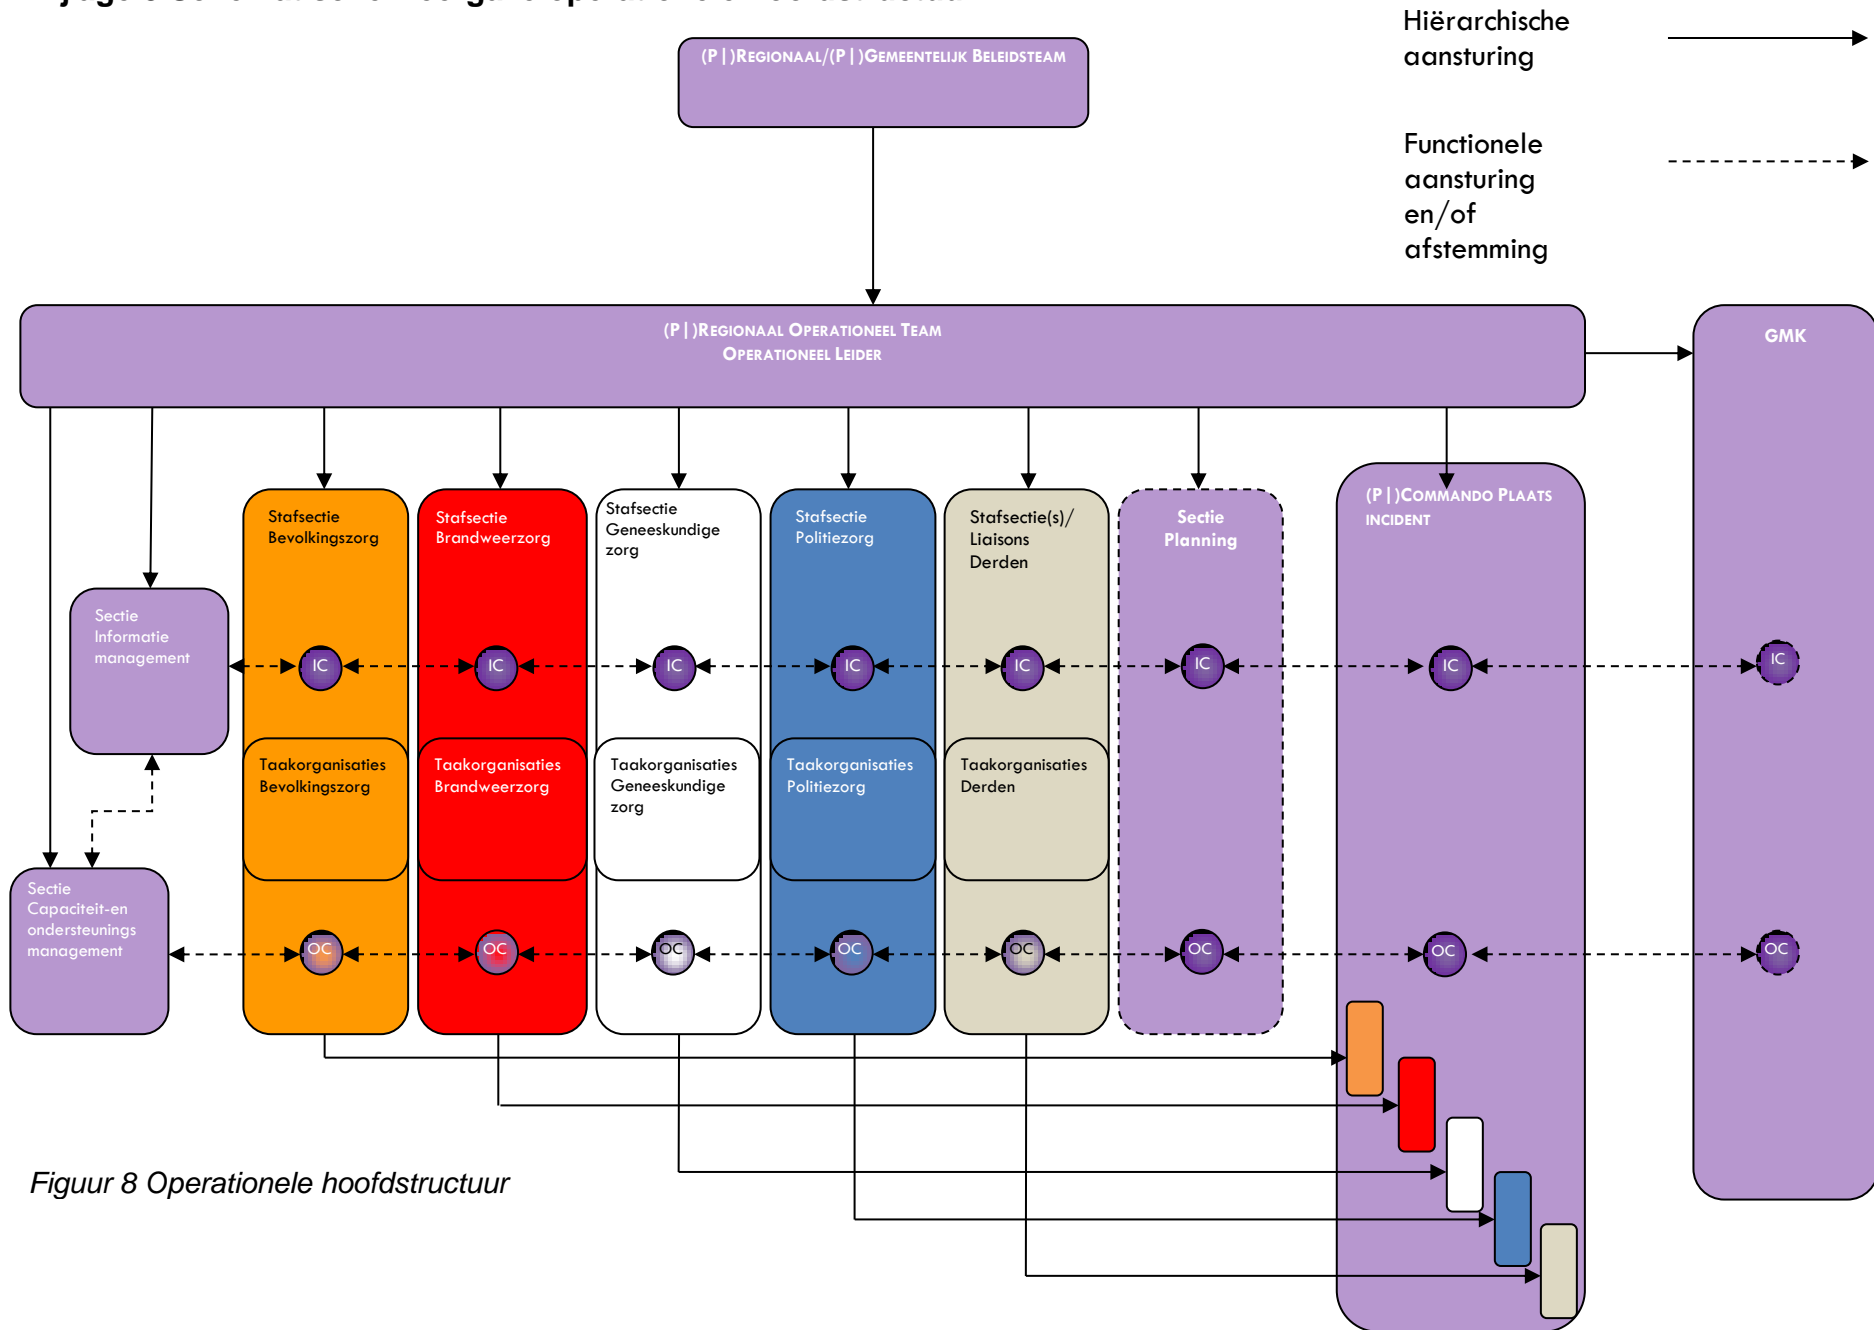 Hiërarchische
aansturing
(P|)Regionaal/(P|)Gemeentelijk Beleidsteam
Functionele
aansturing
en/of
afstemming
(P|)Regionaal Operationeel Team
Operationeel Leider
GMK
Stafsectie
Bevolkingszorg
Stafsectie
Brandweerzorg
Stafsectie
Geneeskundige
zorg
Stafsectie
Politiezorg
Stafsectie(s)/
Liaisons
Derden
Sectie
Planning
(P|)Commando Plaats
incident
Sectie
Informatie
management
IC
IC
IC
IC
IC
IC
IC
IC
Taakorganisaties
Bevolkingszorg
Taakorganisaties
Brandweerzorg
Taakorganisaties
Geneeskundige
zorg
Taakorganisaties
Politiezorg
Taakorganisaties
Derden
Sectie
Capaciteit-en
ondersteunings
management
OC
OC
OC
OC
OC
OC
OC
OC
Figuur 8 Operationele hoofdstructuur